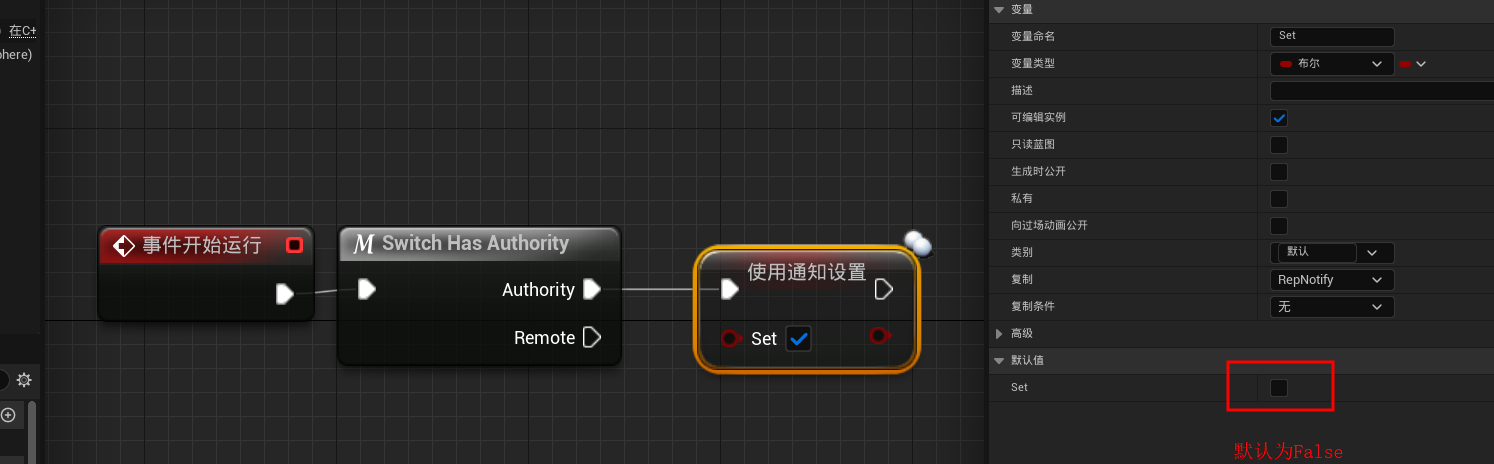 在C+
here)
事件开始运行
Switch Has Authority
Authority
Remote
使用通知设置
Set
变量
变量命名 Set
变量类型 布尔
描述
可编辑实例
只读蓝图
生成时公开
私有
向过场动画公开
类别 默认
复制 RepNotify
复制条件 无
高级
默认值
Set
默认为False